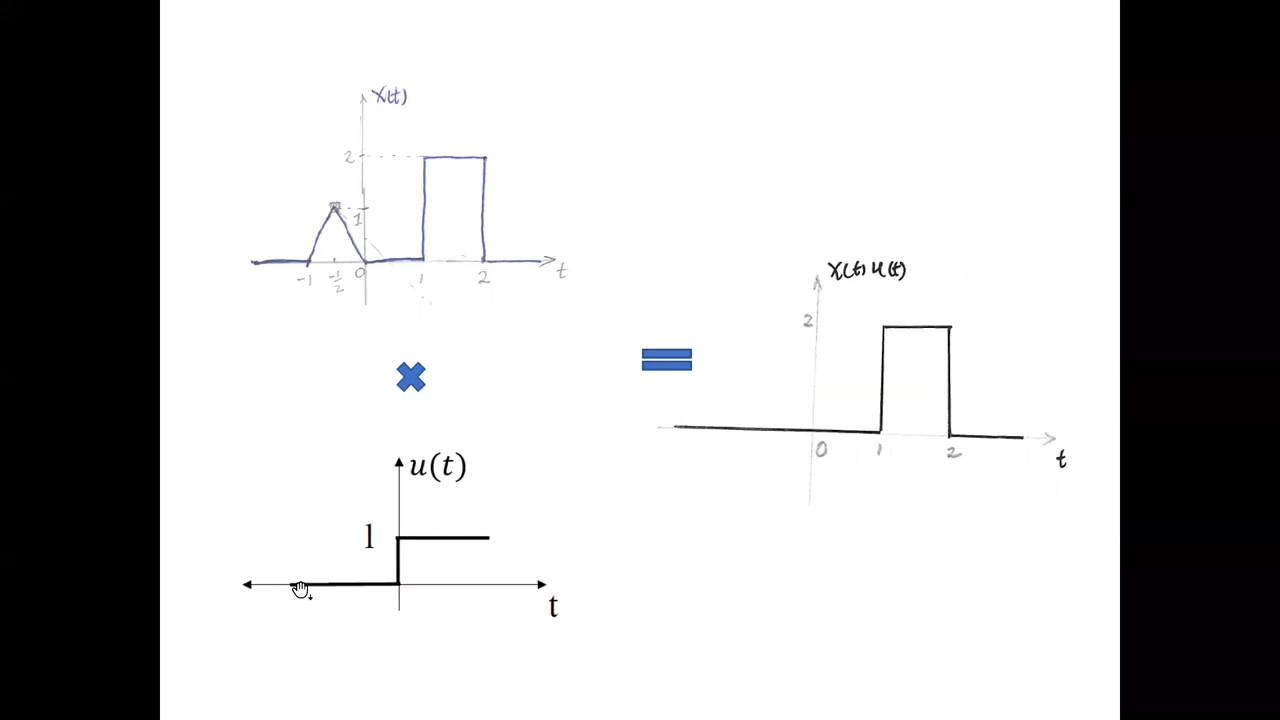 X(t)
2
1
-1 -1/2 0 1 2 t
X(t) u(t)
2
0 1 2 t
u(t)
1
t